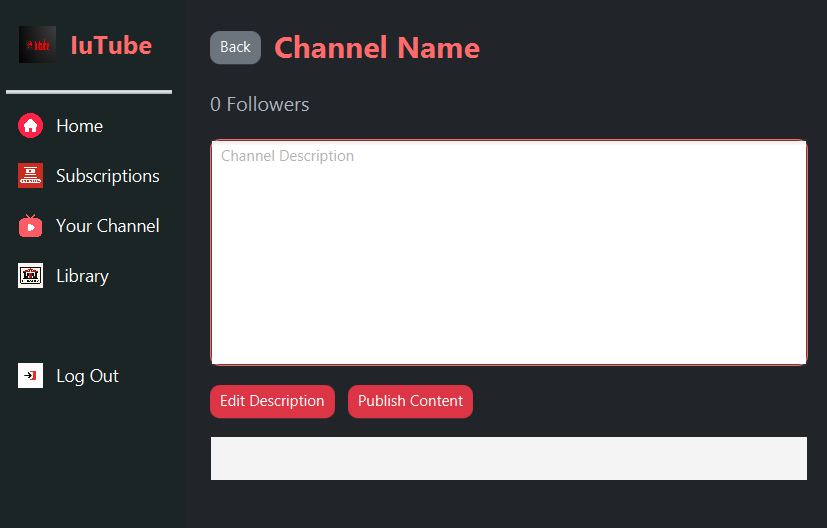 IuTube
Home
Subscriptions
Your Channel
Library
Log Out
Back
Channel Name
0 Followers
Channel Description
Edit Description
Publish Content